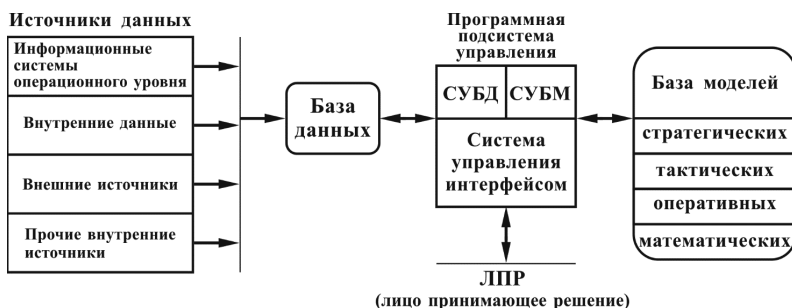 Источники данных
Информационные
системы
операционного уровня
Внутренние данные
Внешние источники
Прочие внутренние
источники
База
данных
Программная
подсистема
управления
СУБД СУБМ
Система
управления
интерфейсом
ЛПР
(лицо принимающее решение)
База моделей
стратегических
тактических
оперативных
математических